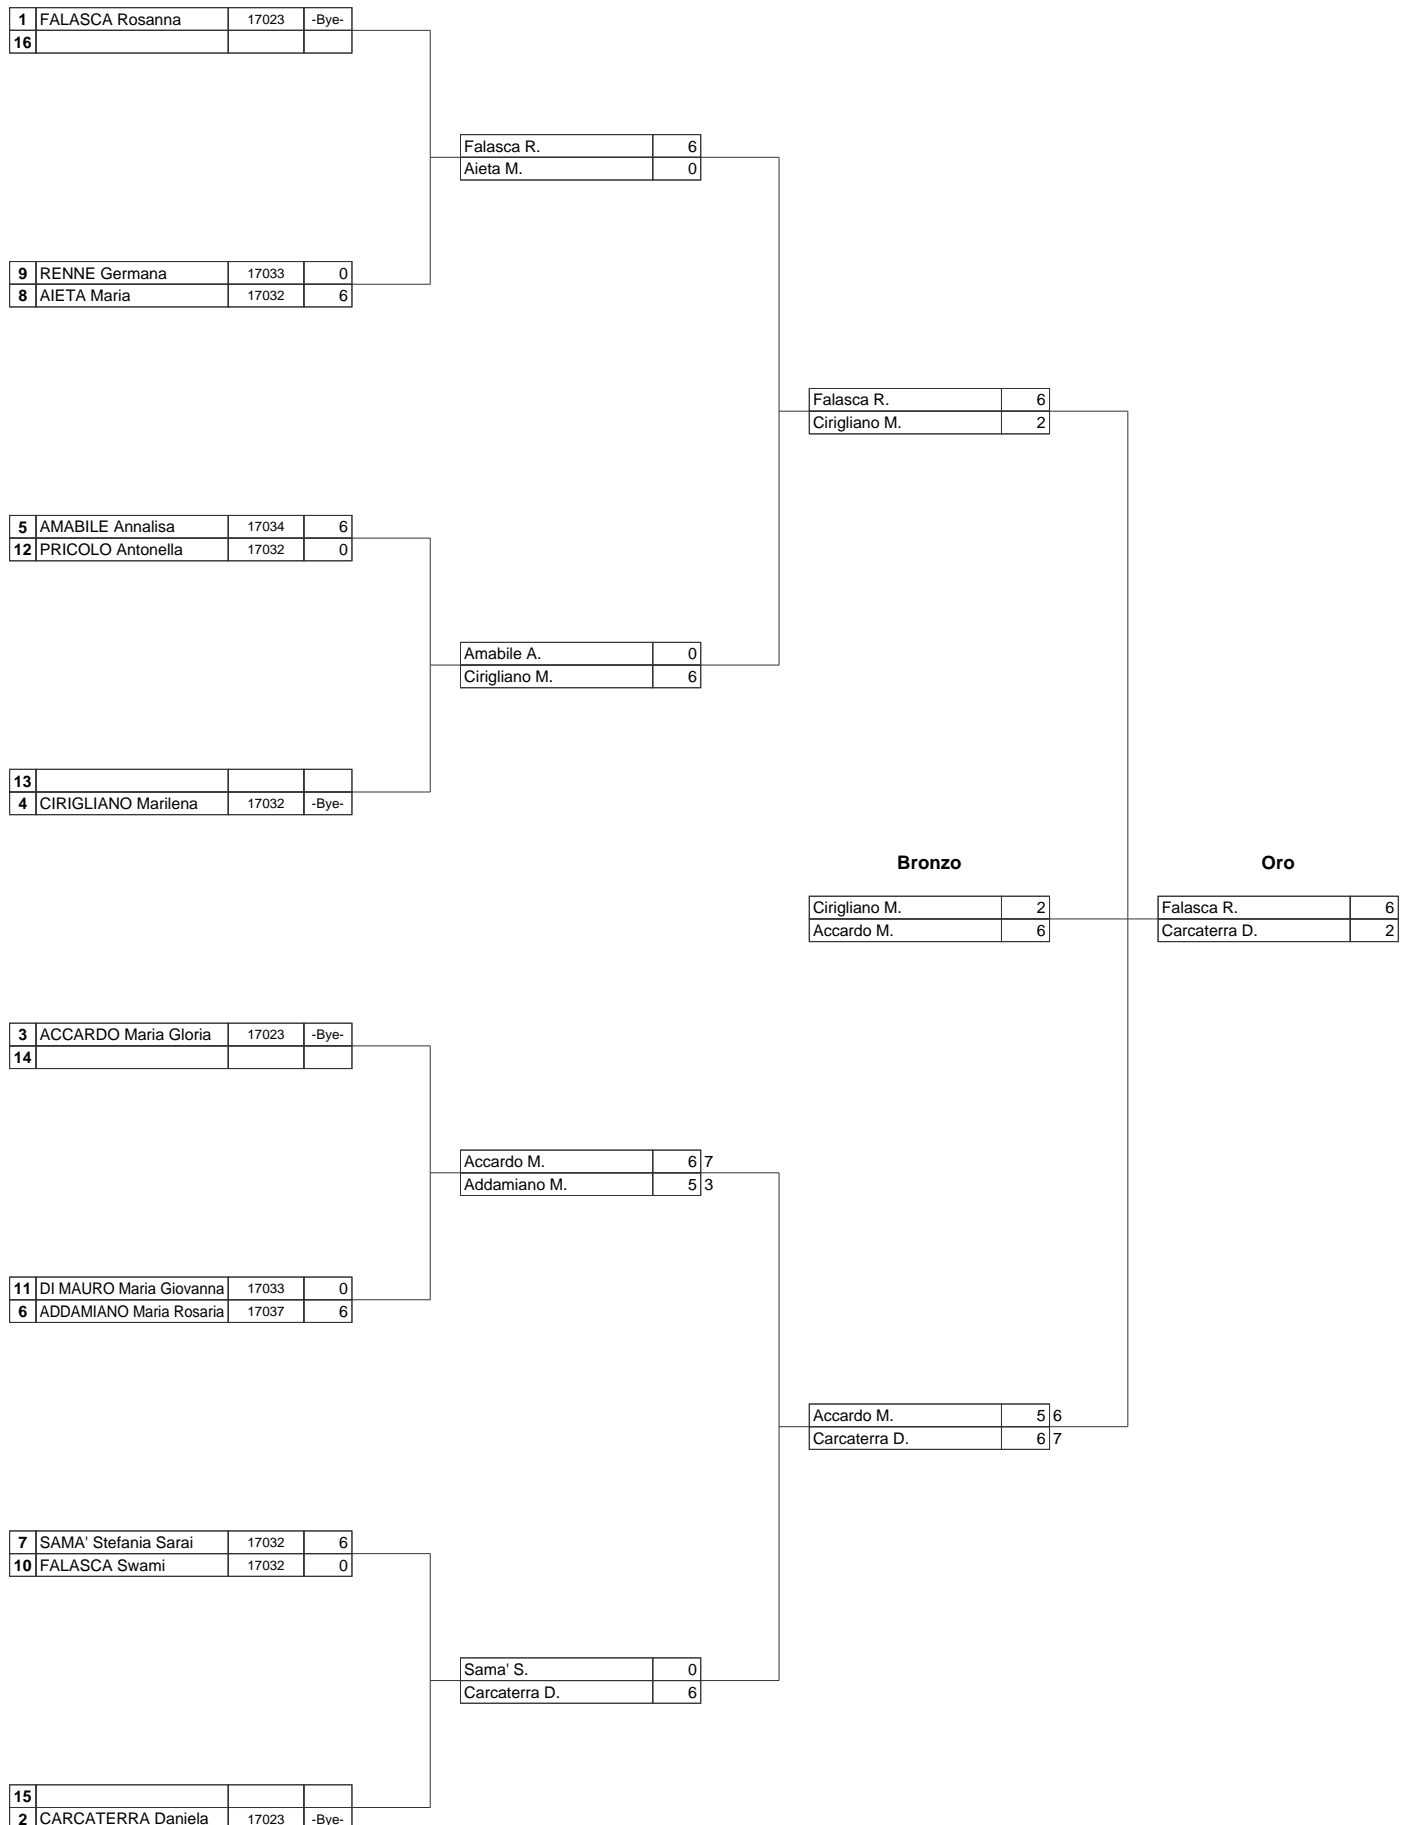 1 FALASCA Rosanna 17023 -Bye-
16
Falasca R. 6
Aieta M. 0
9 RENNE Germana 17033 0
8 AIETA Maria 17032 6
Falasca R. 6
Cirigliano M. 2
5 AMABILE Annalisa 17034 6
12 PRICOLO Antonella 17032 0
Amabile A. 0
Cirigliano M. 6
13
4 CIRIGLIANO Marilena 17032 -Bye-
Bronzo Oro
Cirigliano M. 2 Falasca R. 6
Accardo M. 6 Carcaterra D. 2
3 ACCARDO Maria Gloria 17023 -Bye-
14
Accardo M. 6 7
Addamiano M. 5 3
11 DI MAURO Maria Giovanna 17033 0
6 ADDAMIANO Maria Rosaria 17037 6
Accardo M. 5 6
Carcaterra D. 6 7
7 SAMA' Stefania Sarai 17032 6
10 FALASCA Swami 17032 0
Sama' S. 0
Carcaterra D. 6
15
2 CARCATERRA Daniela 17023 -Bye-